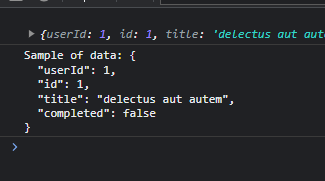 ▶ {userId: 1, id: 1, title: 'delectus aut aut
Sample of data: {
  "userId": 1,
  "id": 1,
  "title": "delectus aut autem",
  "completed": false
}
>